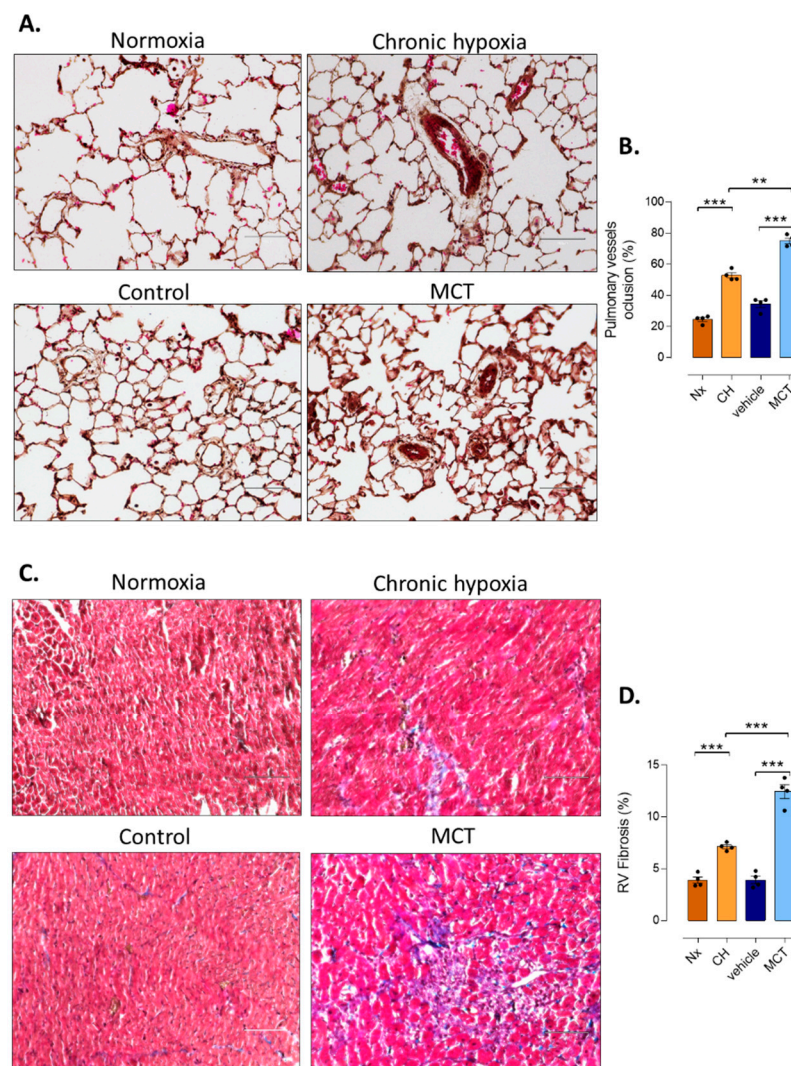 A.
Normoxia
Chronic hypoxia
Control
MCT
B.
Pulmonary vessels
oclusion (%)
100
80
60
40
20
0
***
**
***
Nx
CH
vehicle
MCT
C.
Normoxia
Chronic hypoxia
Control
MCT
D.
RV Fibrosis (%)
15
10
5
0
***
***
***
Nx
CH
vehicle
MCT